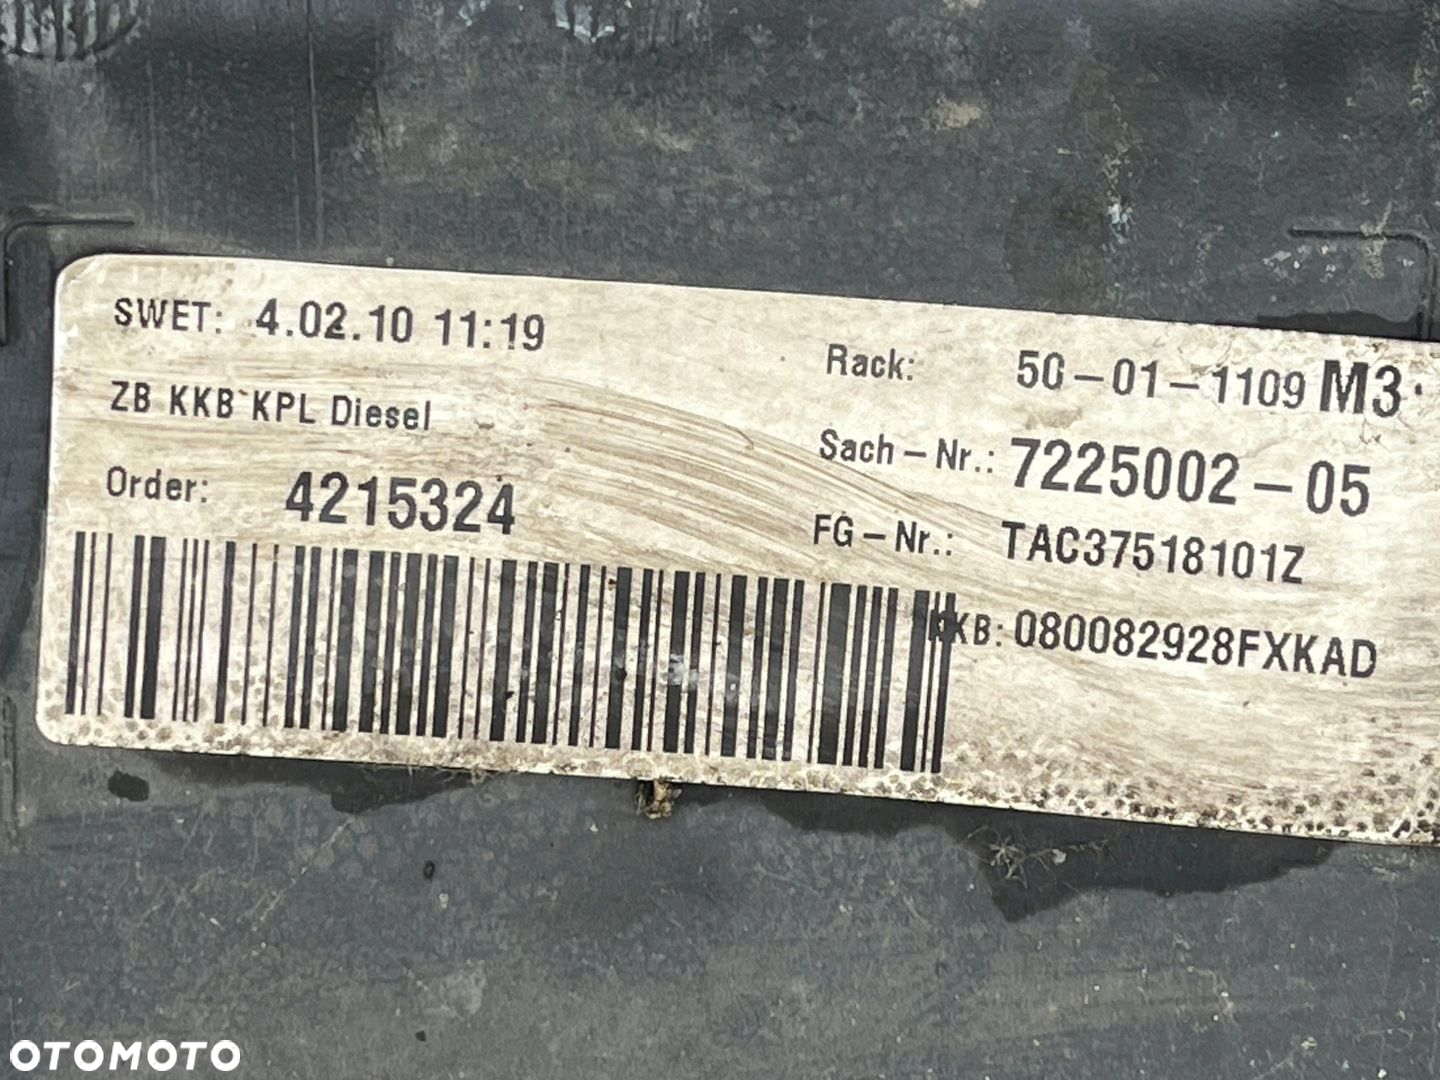 SWET: 4.02.10 11:19
ZB KKB KPL Diesel
Order: 4215324
Rack: 50-01-1109 M3
Sach-Nr.: 7225002-05
FG-Nr.: TAC37518101Z
KKB: 080082928FXKAD
OTOMOTO